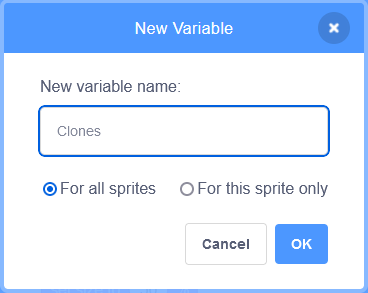 New Variable
New variable name:
Clones
For all sprites For this sprite only
Cancel OK